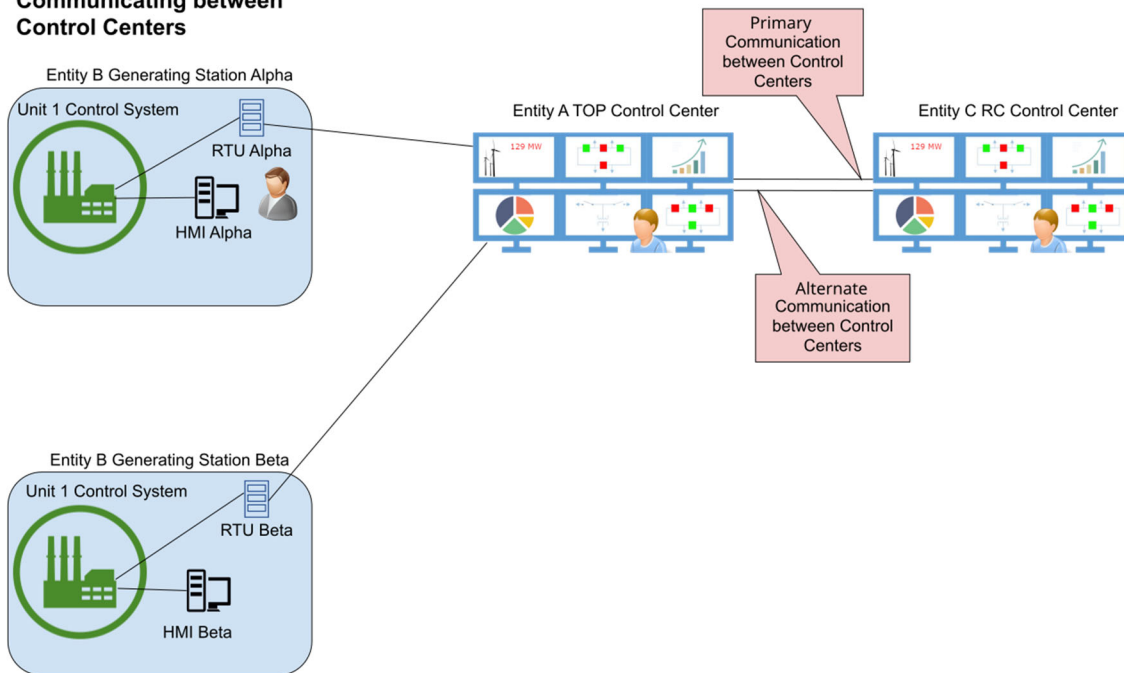 Communicating between
Control Centers
Primary
Communication
between Control
Centers
Entity B Generating Station Alpha
Unit 1 Control System
RTU Alpha
HMI Alpha
Entity A TOP Control Center
129 MW
Entity C RC Control Center
129 MW
Alternate
Communication
between Control
Centers
Entity B Generating Station Beta
Unit 1 Control System
RTU Beta
HMI Beta